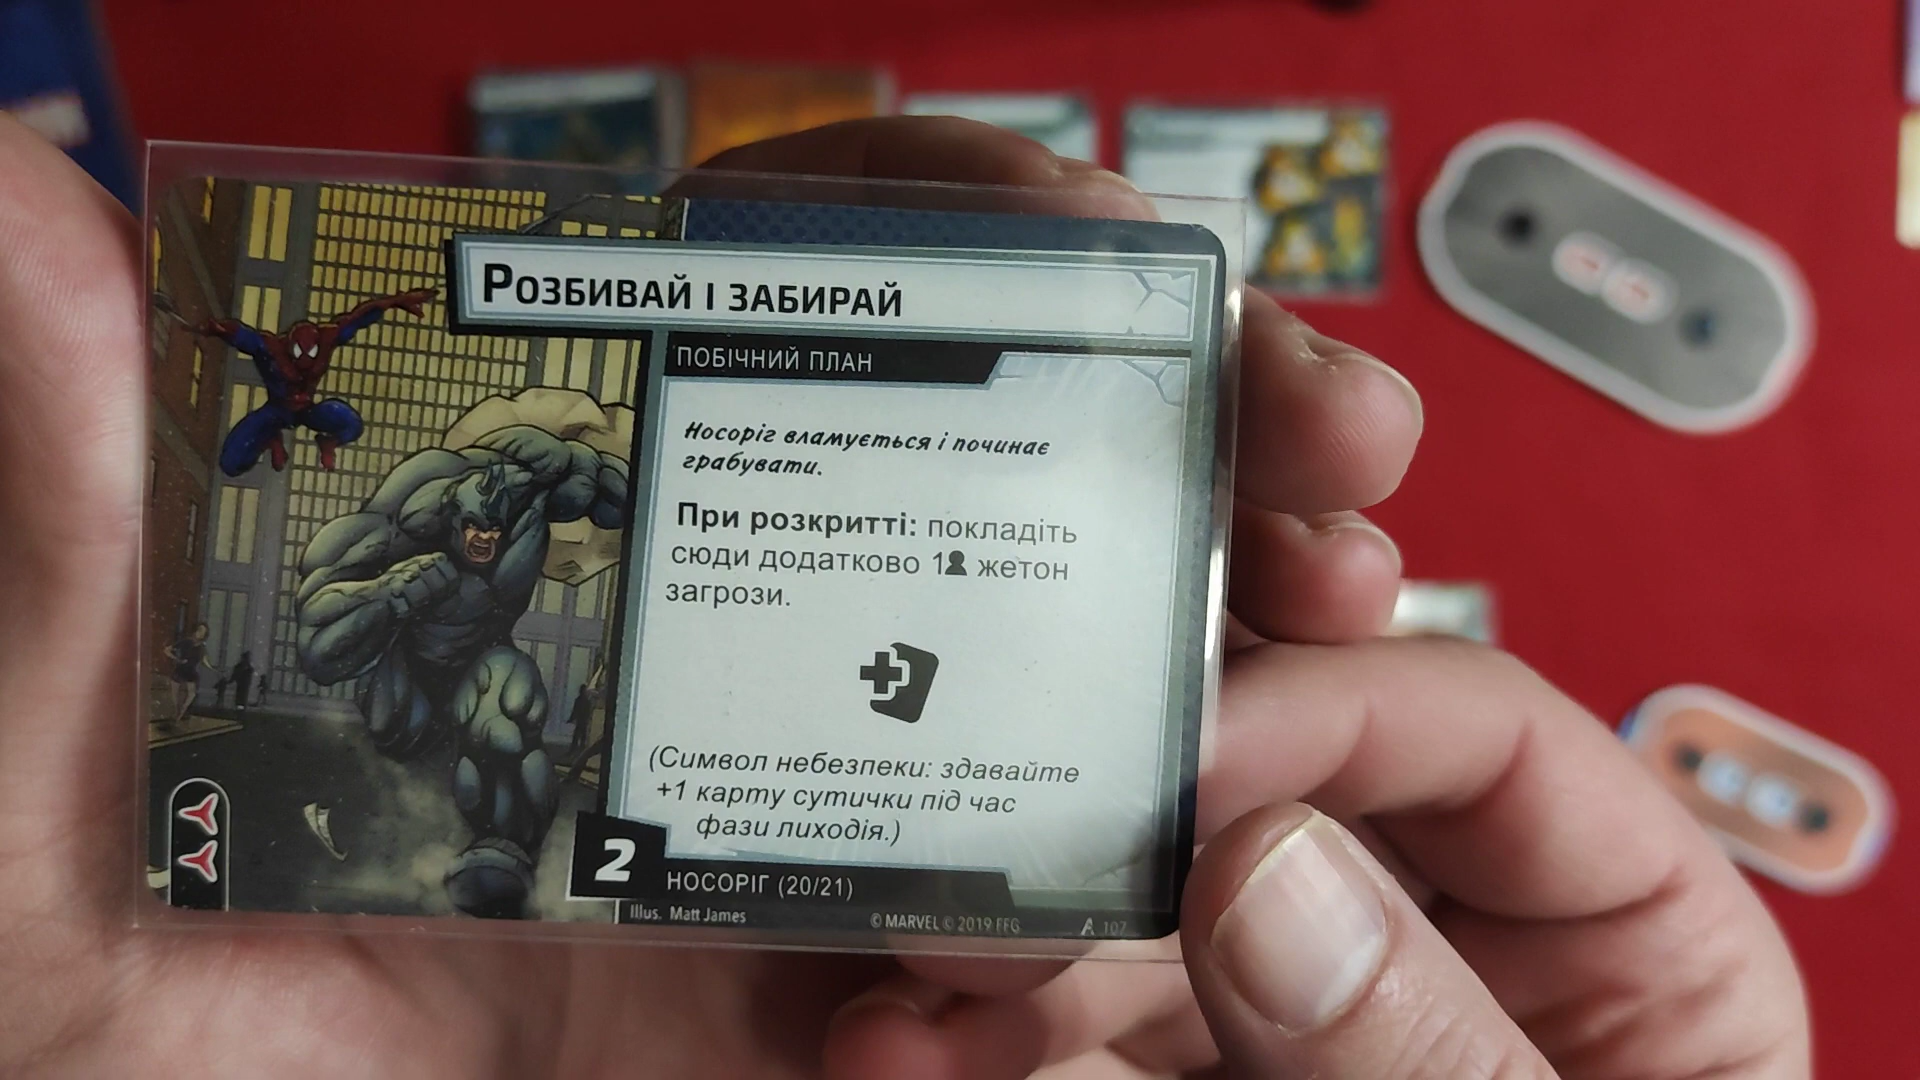 Розбивай і забирай
ПОБІЧНИЙ ПЛАН
Носоріг вламується і починає
грабувати.
При розкритті: покладіть
сюди додатково 1 жетон
загрози.
(Символ небезпеки: здавайте
+1 карту сутички під час
фази лиходія.)
2
НОСОРІГ (20/21)
Illus. Matt James
© MARVEL © 2019 FFG
107